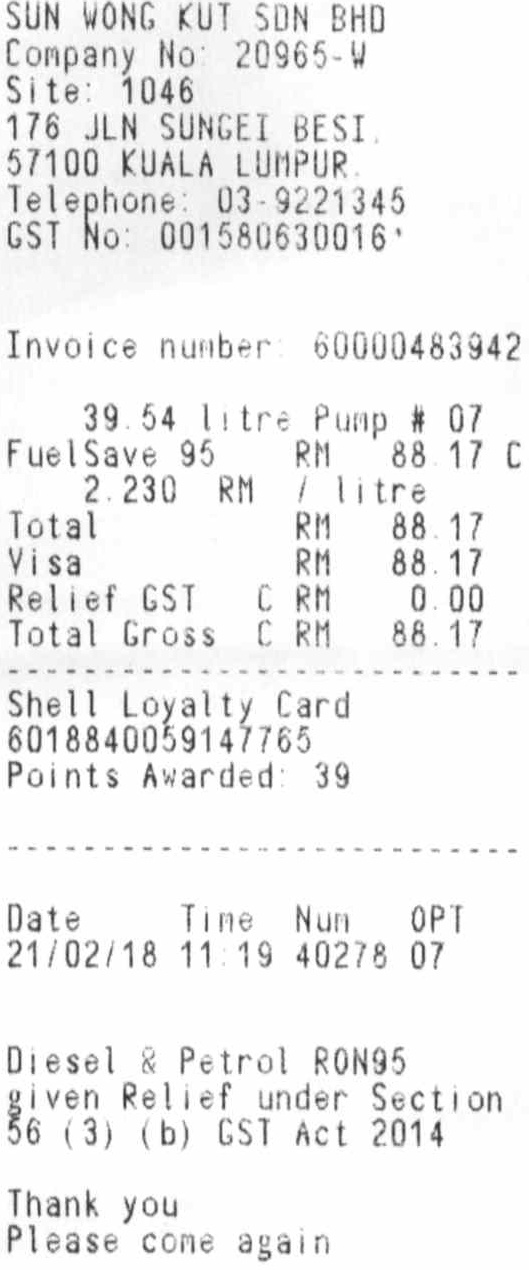 SUN WONG KUT SDN BHD
Company No: 20965-W
Site: 1046
176 JLN SUNGEI BESI.
57100 KUALA LUMPUR.
Telephone: 03-9221345
GST No: 001580630016
Invoice number: 60000483942
39.54 litre Pump # 07
FuelSave 95 RM 88.17 C
2.230 RM / litre
Total RM 88.17
Visa RM 88.17
Relief GST C RM 0.00
Total Gross C RM 88.17
Shell Loyalty Card
6018840059147765
Points Awarded: 39
Date Time Num OPT
21/02/18 11:19 40278 07
Diesel & Petrol RON95
given Relief under Section
56 (3) (b) GST Act 2014
Thank you
Please come again